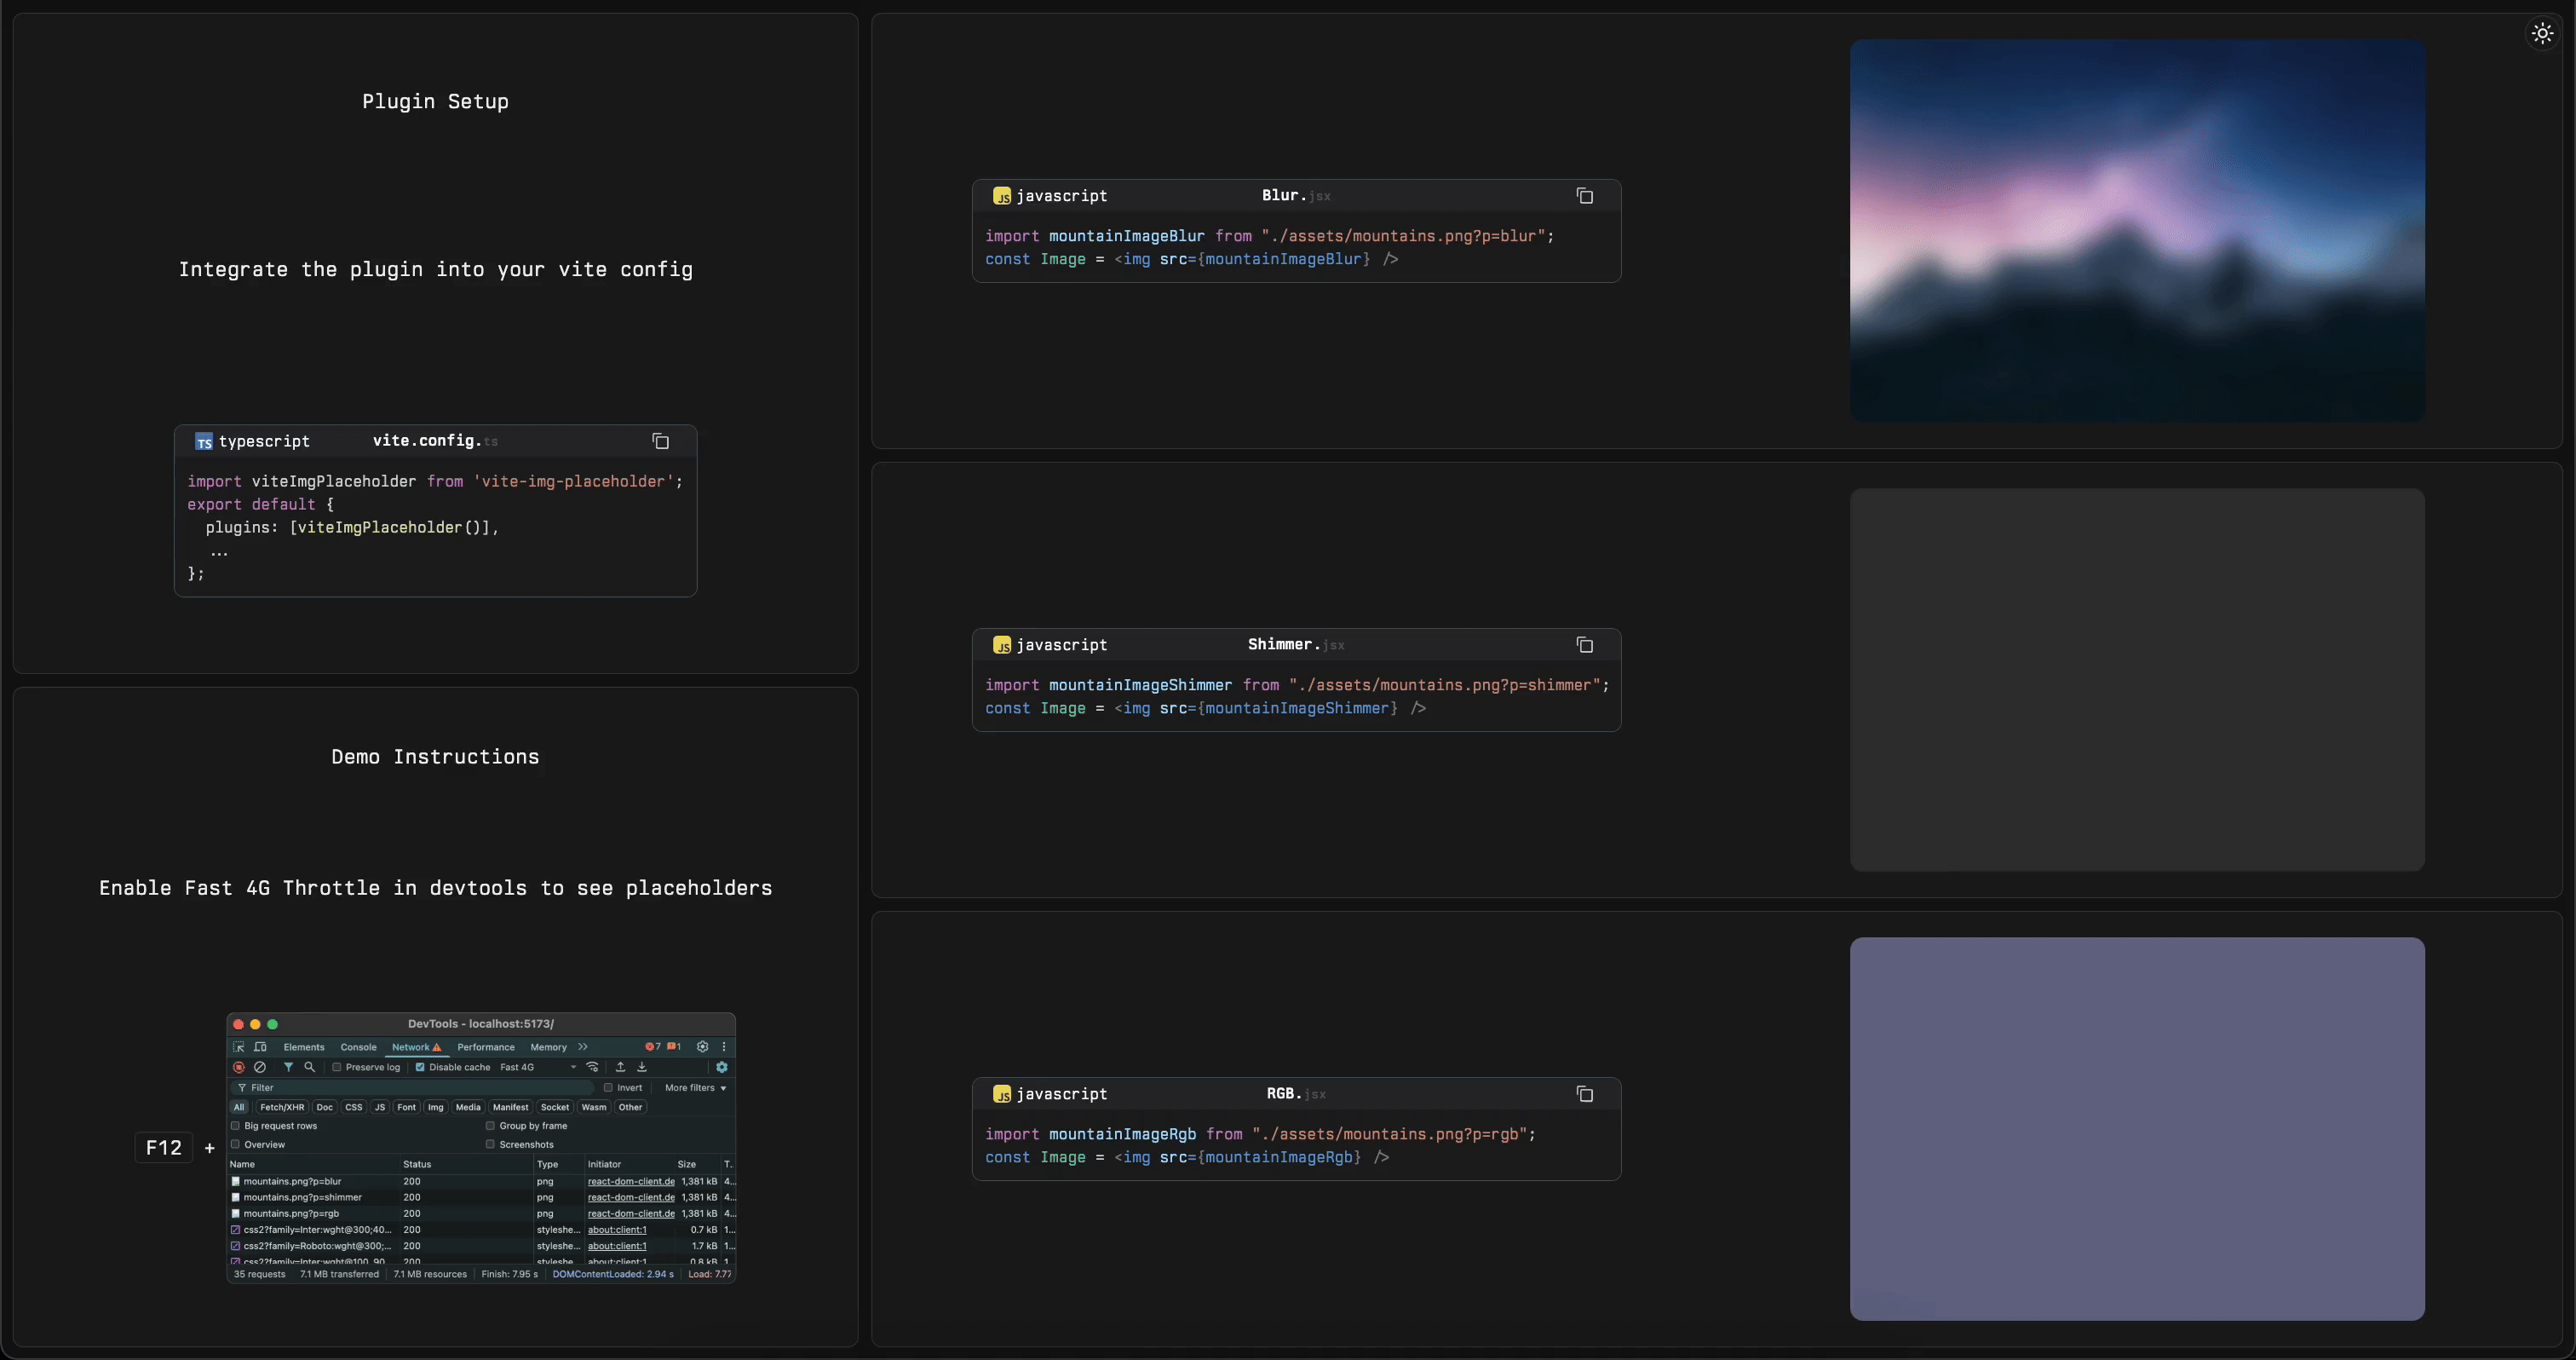 Plugin Setup
Integrate the plugin into your vite config
TS typescript vite.config.ts
import viteImgPlaceholder from 'vite-img-placeholder';
export default {
plugins: [viteImgPlaceholder()],
...
};
Demo Instructions
Enable Fast 4G Throttle in devtools to see placeholders
F12 +
DevTools - localhost:5173/
Elements Console Network Performance Memory >> 7 1
Preserve log Disable cache Fast 4G
Filter Invert More filters
All Fetch/XHR Doc CSS JS Font Img Media Manifest Socket Wasm Other
Big request rows Group by frame
Overview Screenshots
Name Status Type Initiator Size T..
mountains.png?p=blur 200 png react-dom-client.de 1,381 kB 4...
mountains.png?p=shimmer 200 png react-dom-client.de 1,381 kB 4...
mountains.png?p=rgb 200 png react-dom-client.de 1,381 kB 4...
css2?family=Inter:wght@300;40... 200 styleshe... about:client:1 0.7 kB 1...
css2?family=Roboto:wght@300;... 200 styleshe... about:client:1 1.7 kB 1...
css2?family=Inter:wght@100..90 200 styleshe... about:client:1 0.8 kB 1...
35 requests 7.1 MB transferred 7.1 MB resources Finish: 7.95 s DOMContentLoaded: 2.94 s Load: 7.77
JS javascript Blur.jsx
import mountainImageBlur from "./assets/mountains.png?p=blur";
const Image = <img src={mountainImageBlur} />
JS javascript Shimmer.jsx
import mountainImageShimmer from "./assets/mountains.png?p=shimmer";
const Image = <img src={mountainImageShimmer} />
JS javascript RGB.jsx
import mountainImageRgb from "./assets/mountains.png?p=rgb";
const Image = <img src={mountainImageRgb} />